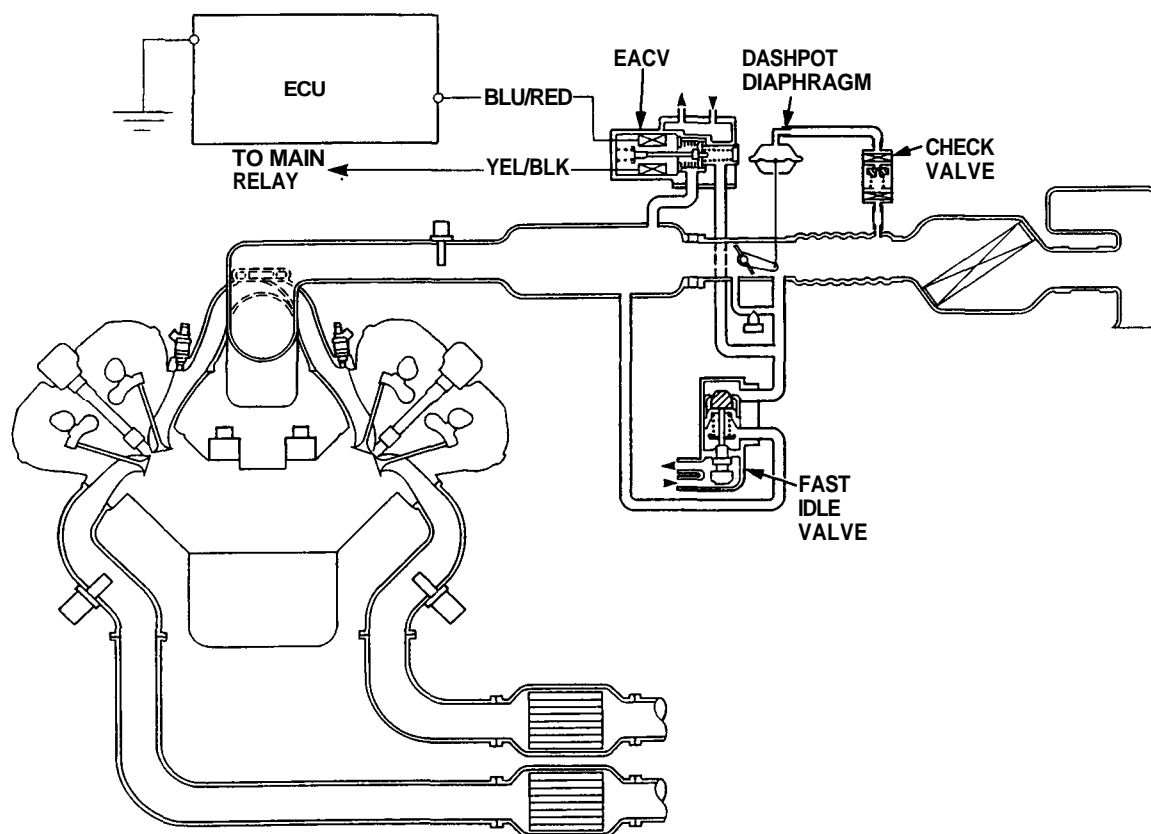 ECU
BLU/RED
TO MAIN
RELAY
YEL/BLK
EACV
DASHPOT
DIAPHRAGM
CHECK
VALVE
FAST
IDLE
VALVE